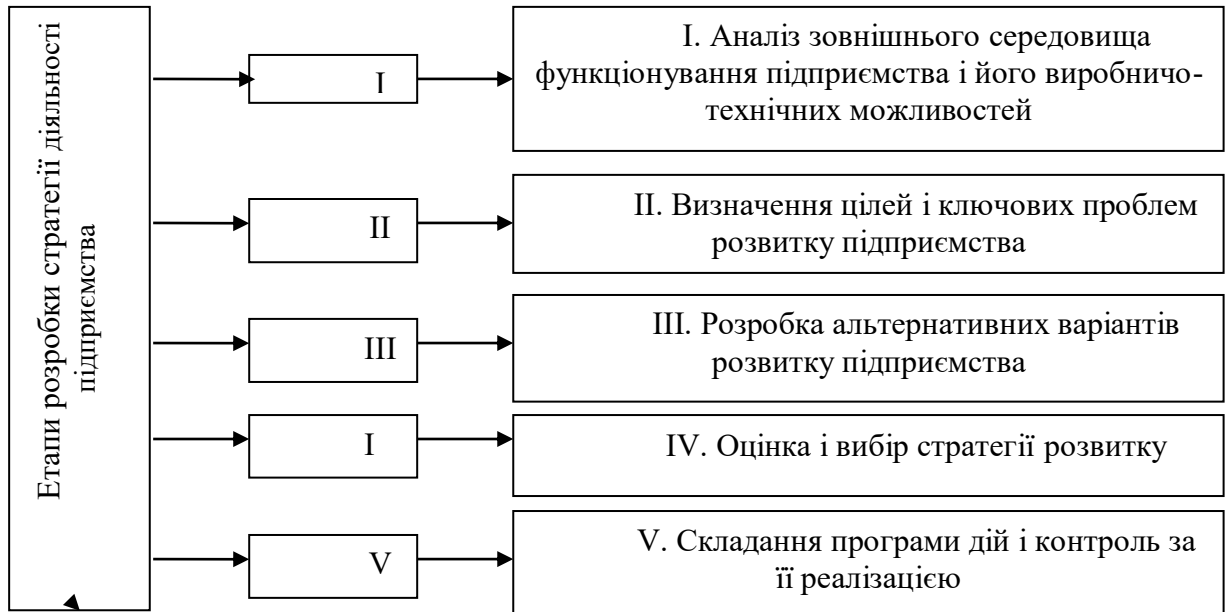 Етапи розробки стратегії діяльності
підприємства
I
I. Аналіз зовнішнього середовища
функціонування підприємства і його виробничо-
технічних можливостей
II
II. Визначення цілей і ключових проблем
розвитку підприємства
III
III. Розробка альтернативних варіантів
розвитку підприємства
I
IV. Оцінка і вибір стратегії розвитку
V
V. Складання програми дій і контроль за
її реалізацією